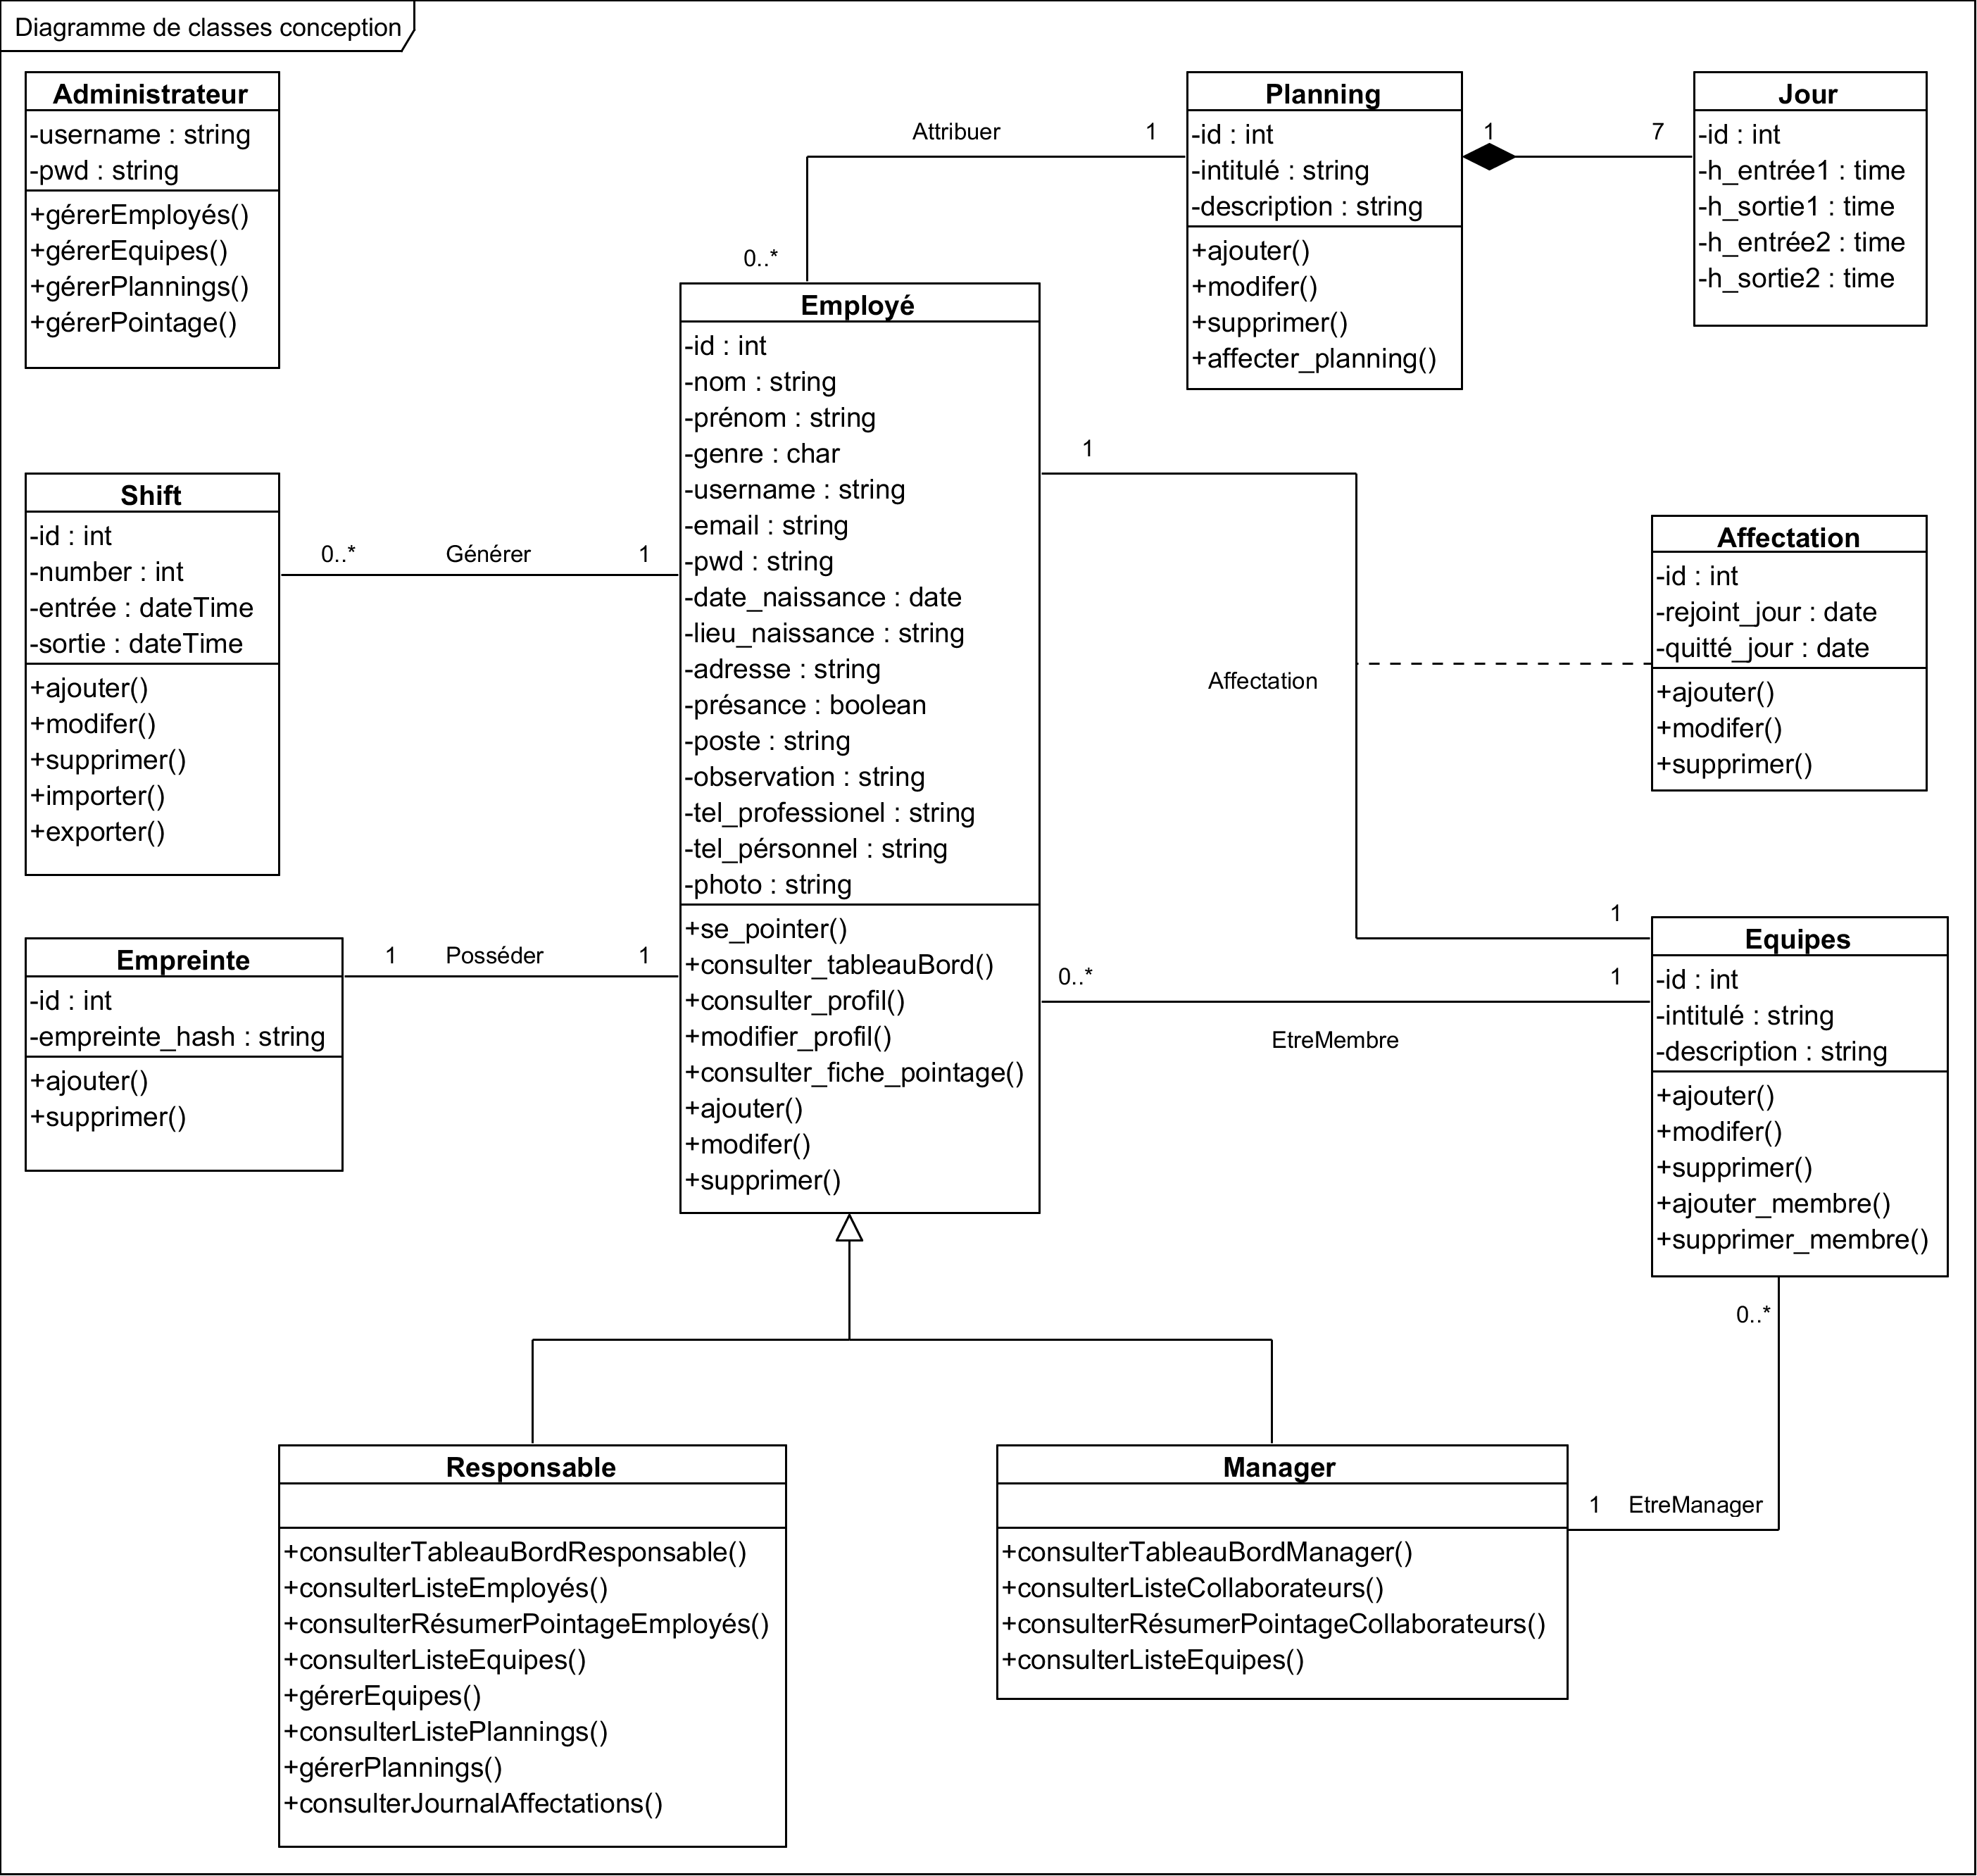 Diagramme de classes conception
Administrateur
-username : string
-pwd : string
+gérerEmployés()
+gérerEquipes()
+gérerPlannings()
+gérerPointage()
Attribuer
1
0..*
Planning
-id : int
-intitulé : string
-description : string
+ajouter()
+modifer()
+supprimer()
+affecter_planning()
1
7
Jour
-id : int
-h_entrée1 : time
-h_sortie1 : time
-h_entrée2 : time
-h_sortie2 : time
Employé
-id : int
-nom : string
-prénom : string
-genre : char
-username : string
-email : string
-pwd : string
-date_naissance : date
-lieu_naissance : string
-adresse : string
-présance : boolean
-poste : string
-observation : string
-tel_professionel : string
-tel_pérsonnel : string
-photo : string
+se_pointer()
+consulter_tableauBord()
+consulter_profil()
+modifier_profil()
+consulter_fiche_pointage()
+ajouter()
+modifer()
+supprimer()
Shift
-id : int
-number : int
-entrée : dateTime
-sortie : dateTime
+ajouter()
+modifer()
+supprimer()
+importer()
+exporter()
0..*
Générer
1
1
Affectation
1
Affectation
-id : int
-rejoint_jour : date
-quitté_jour : date
+ajouter()
+modifer()
+supprimer()
Empreinte
-id : int
-empreinte_hash : string
+ajouter()
+supprimer()
1
Posséder
1
0..*
1
EtreMembre
Equipes
-id : int
-intitulé : string
-description : string
+ajouter()
+modifer()
+supprimer()
+ajouter_membre()
+supprimer_membre()
0..*
1
EtreManager
Responsable
+consulterTableauBordResponsable()
+consulterListeEmployés()
+consulterRésumerPointageEmployés()
+consulterListeEquipes()
+gérerEquipes()
+consulterListePlannings()
+gérerPlannings()
+consulterJournalAffectations()
Manager
+consulterTableauBordManager()
+consulterListeCollaborateurs()
+consulterRésumerPointageCollaborateurs()
+consulterListeEquipes()